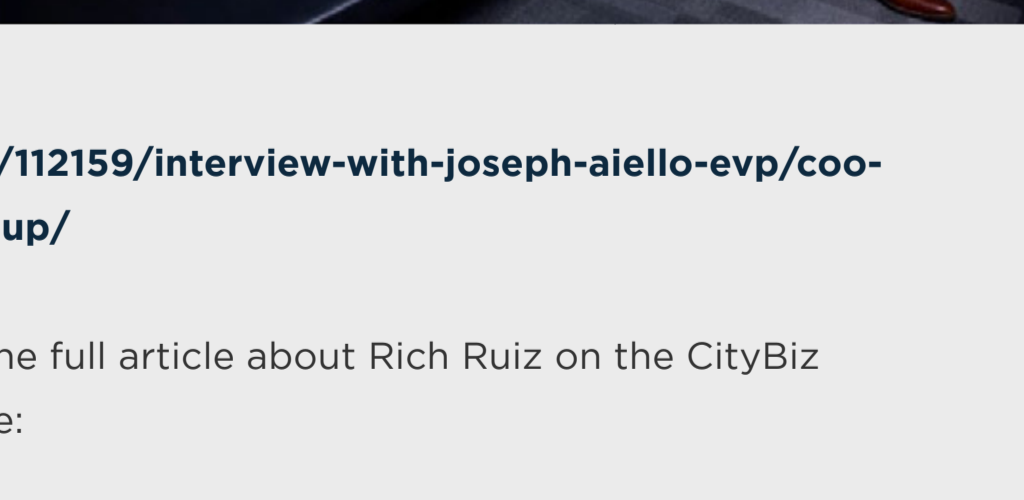 /112159/interview-with-joseph-aiello-evp/coo-
up/
he full article about Rich Ruiz on the CityBiz
e: